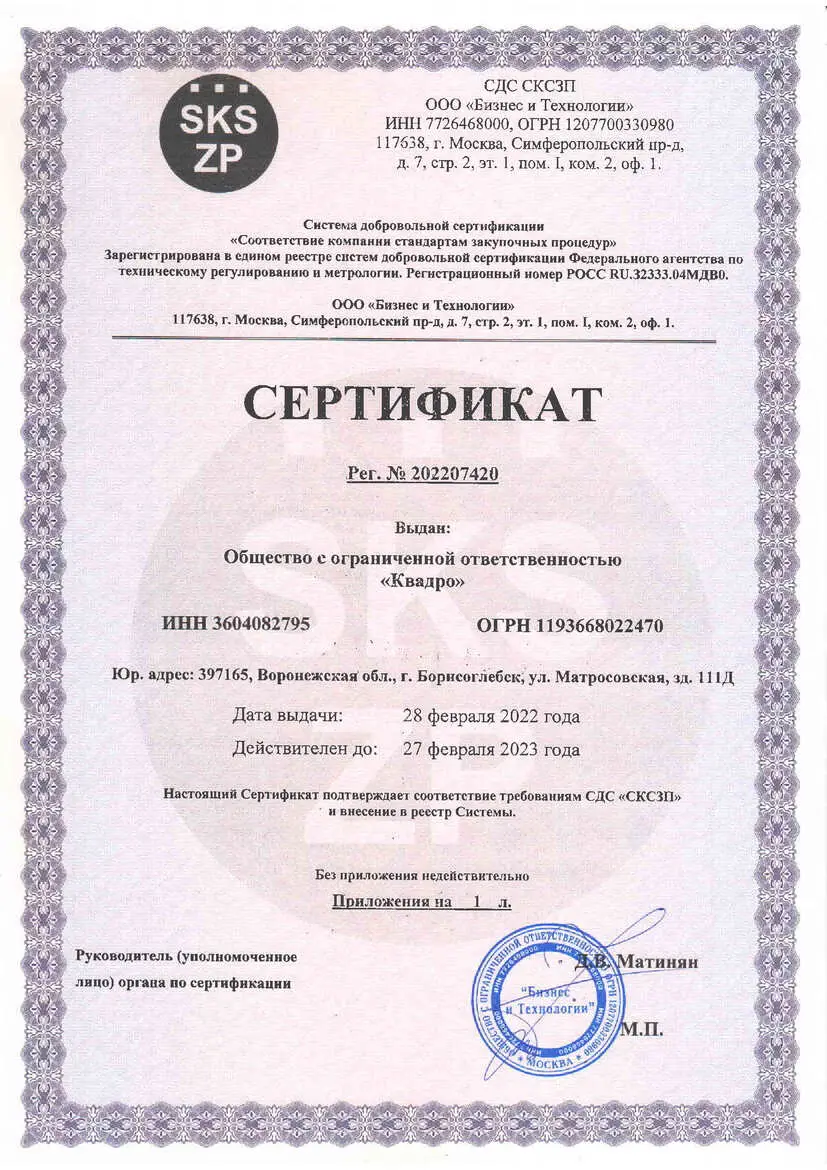 SKS
ZP
СДС СКСЗП
ООО «Бизнес и Технологии»
ИНН 7726468000, ОГРН 1207700330980
117638, г. Москва, Симферопольский пр-д,
д. 7, стр. 2, эт. 1, пом. I, ком. 2, оф. 1.
Система добровольной сертификации
«Соответствие компании стандартам закупочных процедур»
Зарегистрирована в едином реестре систем добровольной сертификации Федерального агентства по
техническому регулированию и метрологии. Регистрационный номер РОСС RU.32333.04МДВ0.
ООО «Бизнес и Технологии»
117638, г. Москва, Симферопольский пр-д, д. 7, стр. 2, эт. 1, пом. I, ком. 2, оф. 1.
СЕРТИФИКАТ
Рег. № 202207420
Выдан:
Общество с ограниченной ответственностью
«Квадро»
ИНН 3604082795 ОГРН 1193668022470
Юр. адрес: 397165, Воронежская обл., г. Борисоглебск, ул. Матросовская, зд. 111Д
Дата выдачи: 28 февраля 2022 года
Действителен до: 27 февраля 2023 года
Настоящий Сертификат подтверждает соответствие требованиям СДС «СКСЗП»
и внесение в реестр Системы.
Без приложения недействительно
Приложения на 1 л.
Руководитель (уполномоченное
лицо) органа по сертификации
Д.В. Матинян
М.П.
ОБЩЕСТВО С ОГРАНИЧЕННОЙ ОТВЕТСТВЕННОСТЬЮ ОГРН 1207700330980
* МОСКВА *
ИНН 7726468000
"Бизнес
и Технологии"
SKS
ZP